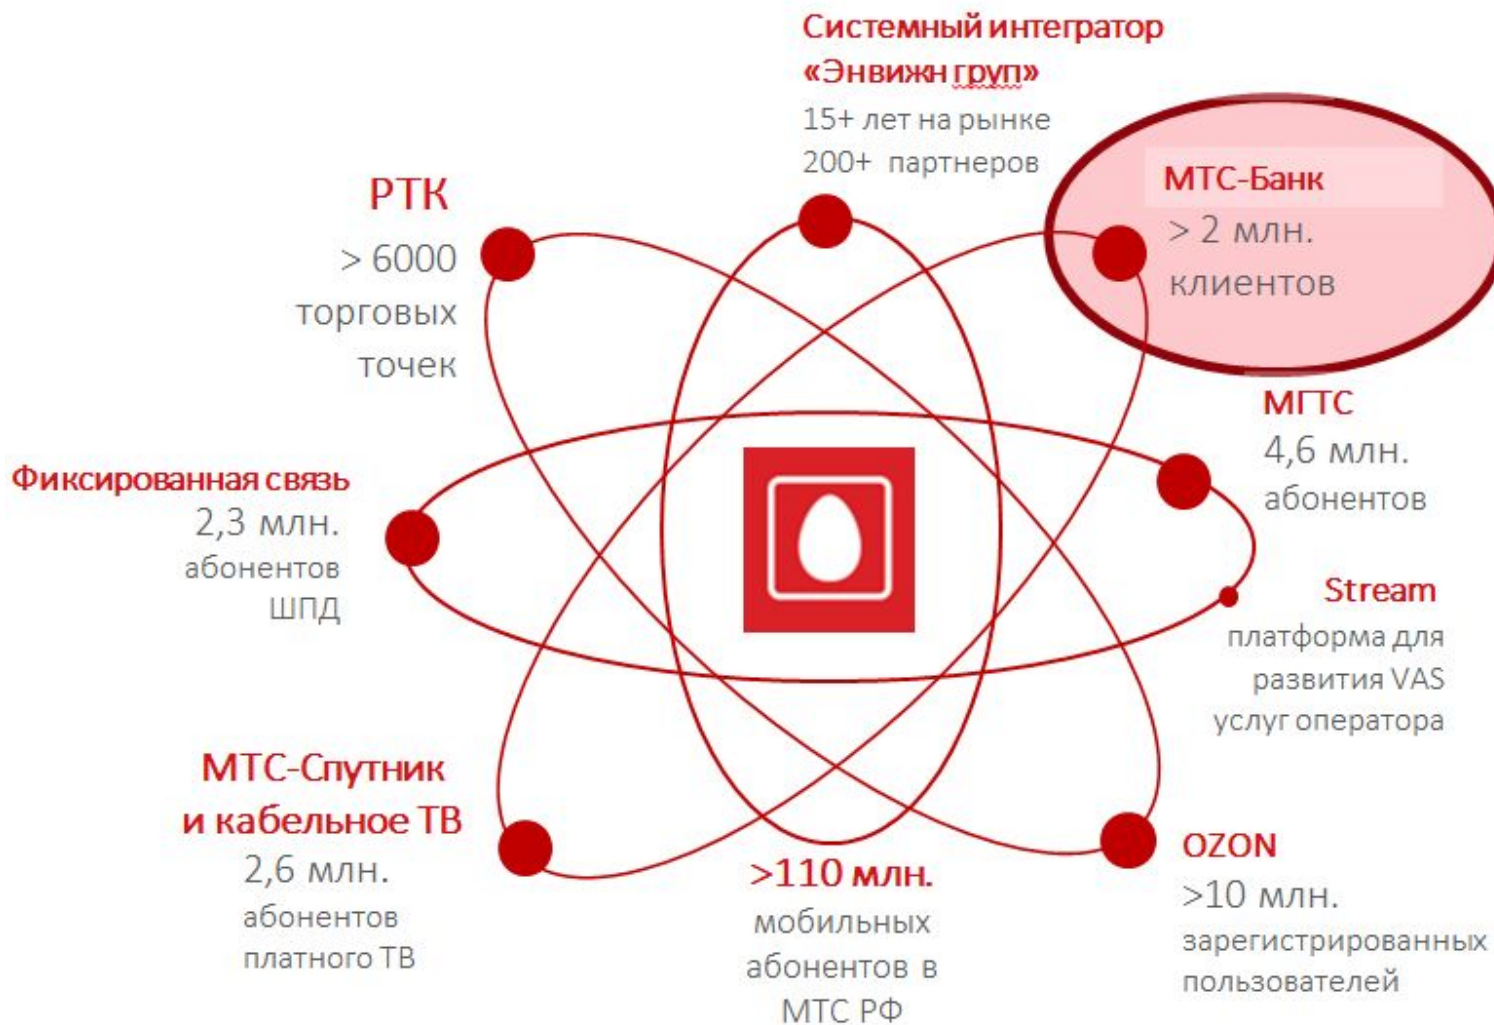 Системный интегратор
«Энвижн груп»
15+ лет на рынке
200+ партнеров
МТС-Банк
> 2 млн.
клиентов
РТК
> 6000
торговых
точек
МГТС
4,6 млн.
абонентов
Фиксированная связь
2,3 млн.
абонентов
ШПД
Stream
платформа для
развития VAS
услуг оператора
МТС-Спутник
и кабельное ТВ
2,6 млн.
абонентов
платного ТВ
>110 млн.
мобильных
абонентов в
МТС РФ
OZON
>10 млн.
зарегистрированных
пользователей